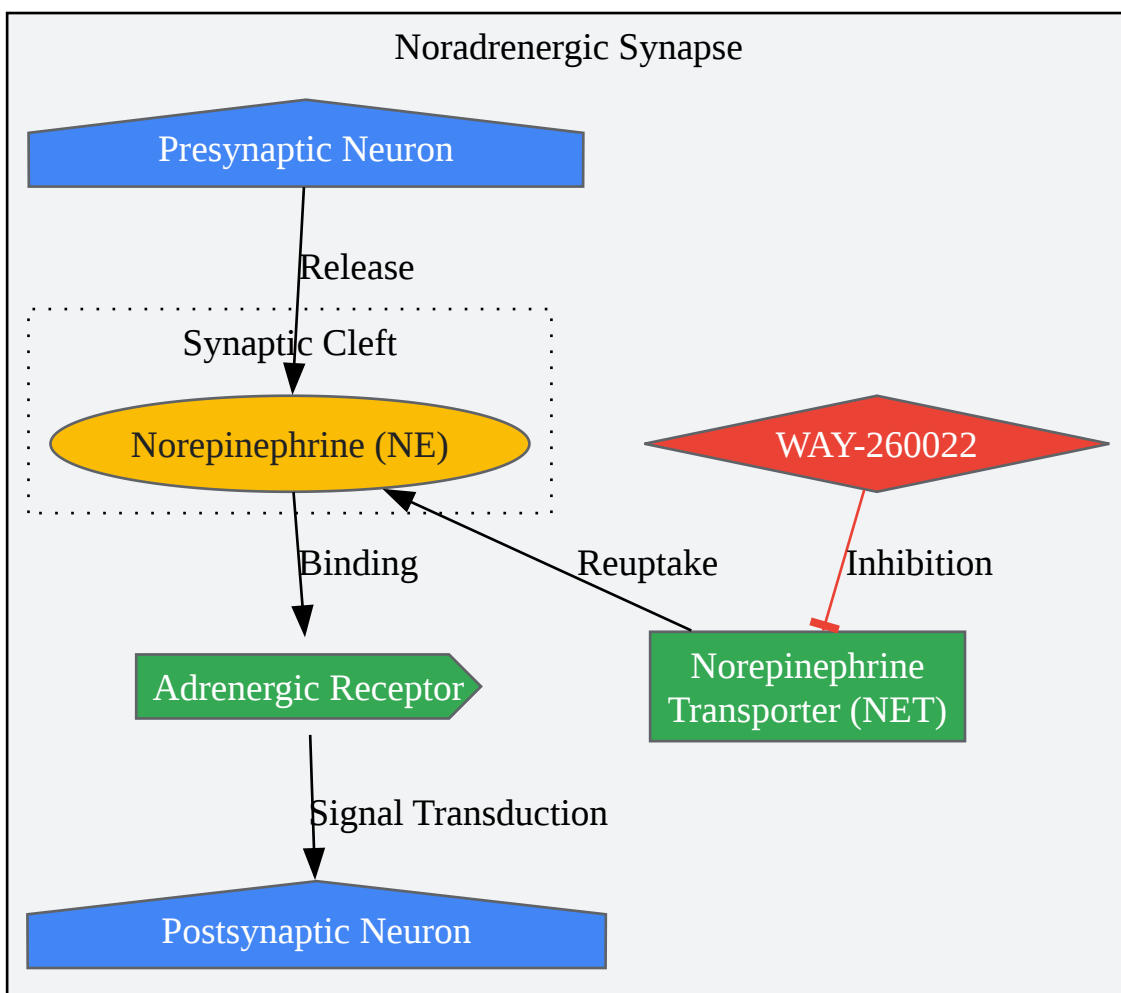 Noradrenergic Synapse
Presynaptic Neuron
Release
Synaptic Cleft
Norepinephrine (NE)
WAY-260022
Binding
Reuptake
Inhibition
Adrenergic Receptor
Norepinephrine
Transporter (NET)
Signal Transduction
Postsynaptic Neuron